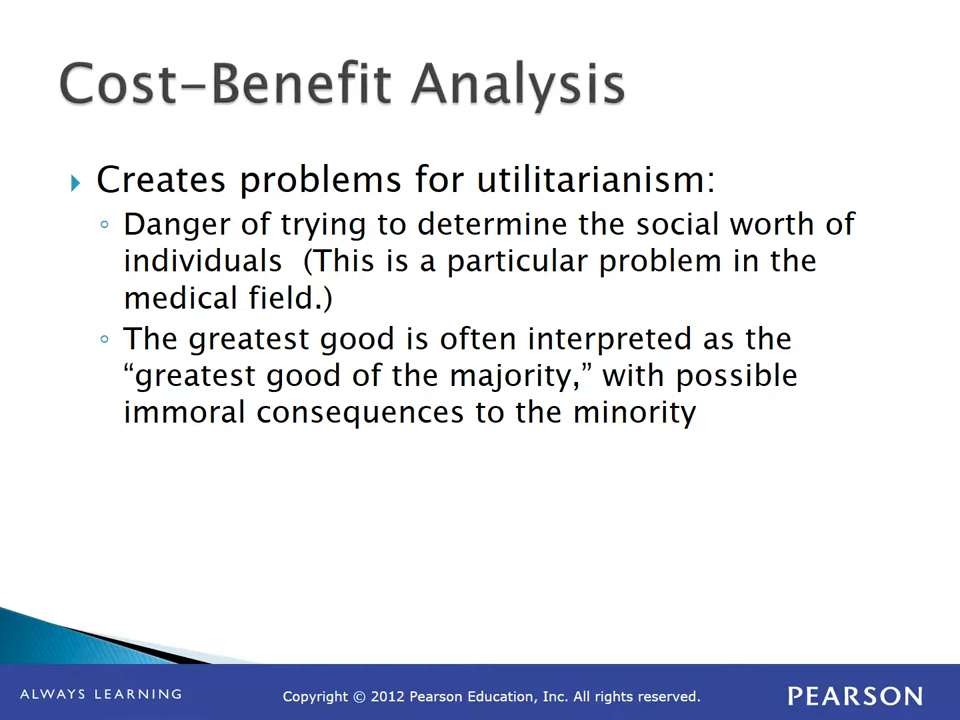 Cost-Benefit Analysis
Creates problems for utilitarianism:
Danger of trying to determine the social worth of
individuals  (This is a particular problem in the
medical field.)
The greatest good is often interpreted as the
“greatest good of the majority,” with possible
immoral consequences to the minority
ALWAYS LEARNING
Copyright © 2012 Pearson Education, Inc. All rights reserved.
PEARSON